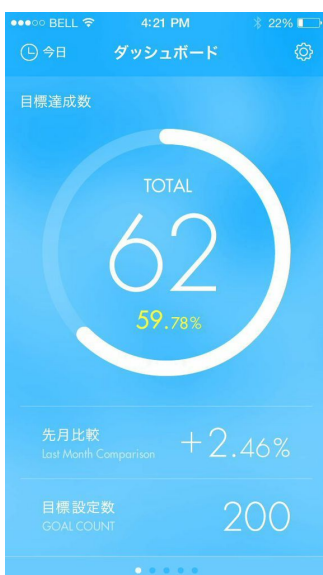 BELL 4:21 PM 22%
今日 ダッシュボード
目標達成数
TOTAL
62
59.78%
先月比較
Last Month Comparison
+2.46%
目標設定数
GOAL COUNT
200